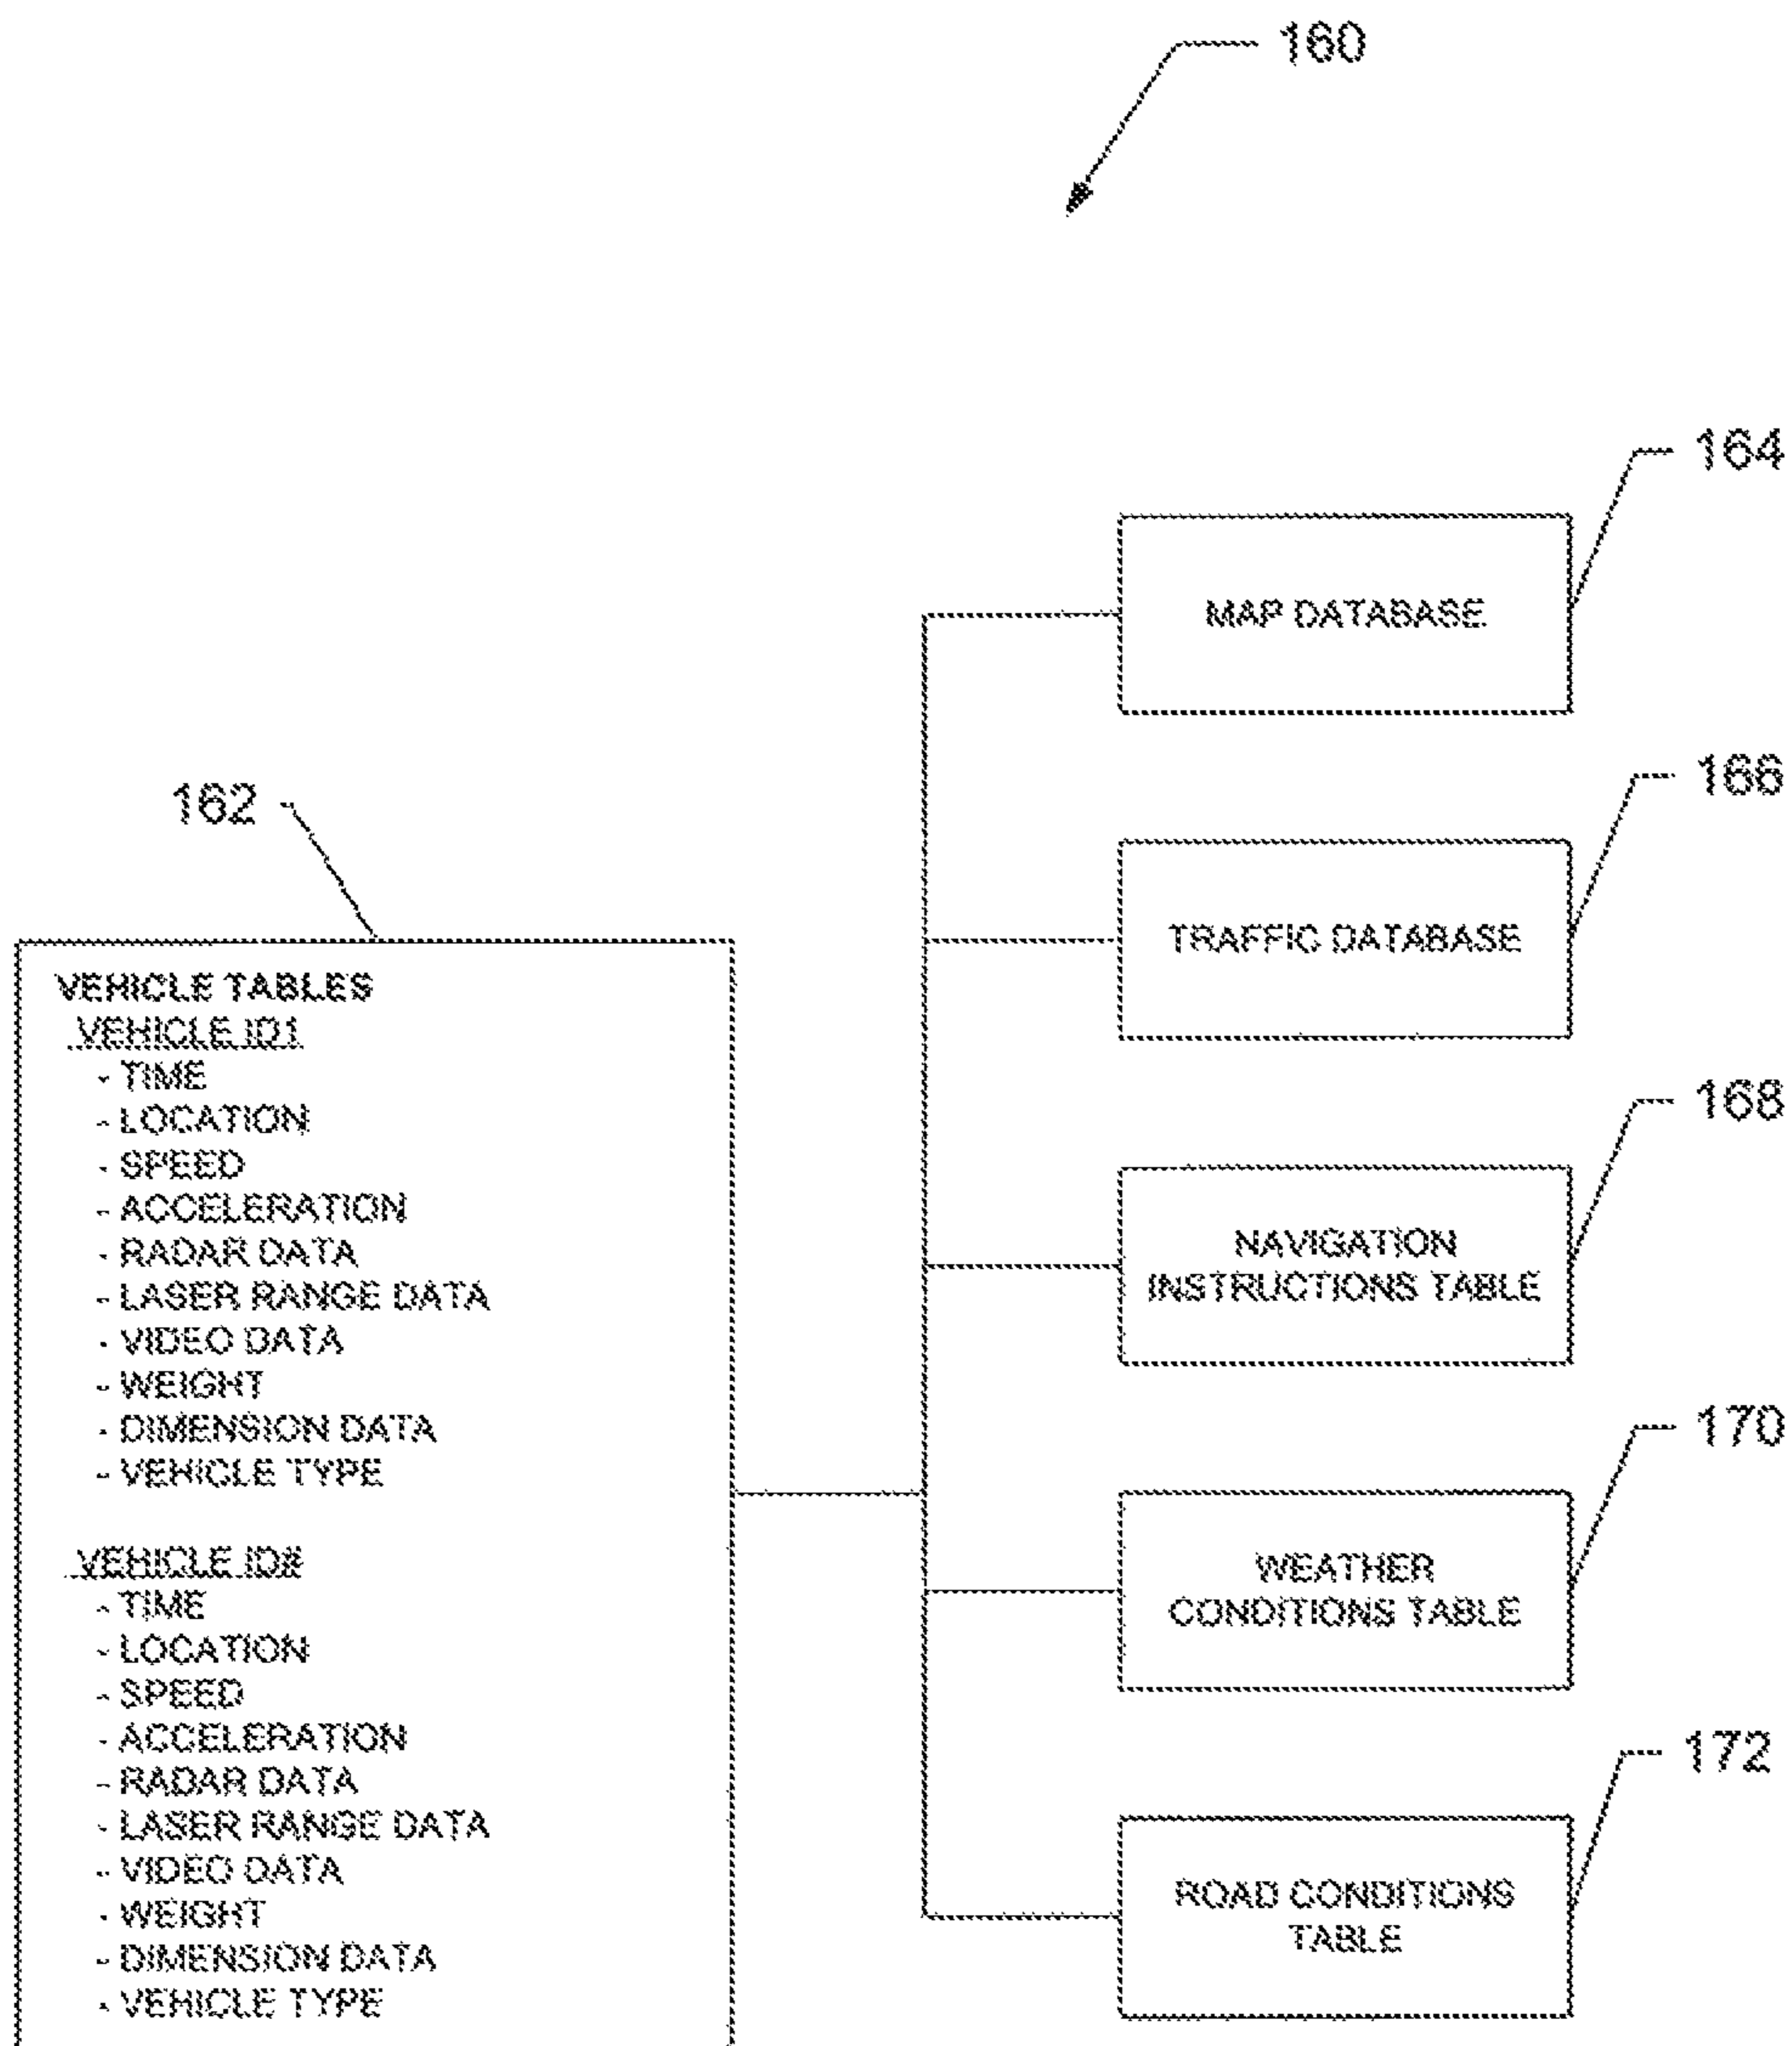 160
164
MAP DATABASE
166
162
TRAFFIC DATABASE
VEHICLE TABLES
VEHICLE ID1
- TIME
- LOCATION
- SPEED
- ACCELERATION
- RADAR DATA
- LASER RANGE DATA
- VIDEO DATA
- WEIGHT
- DIMENSION DATA
- VEHICLE TYPE
VEHICLE ID#
- TIME
- LOCATION
- SPEED
- ACCELERATION
- RADAR DATA
- LASER RANGE DATA
- VIDEO DATA
- WEIGHT
- DIMENSION DATA
- VEHICLE TYPE
168
NAVIGATION
INSTRUCTIONS TABLE
170
WEATHER
CONDITIONS TABLE
172
ROAD CONDITIONS
TABLE